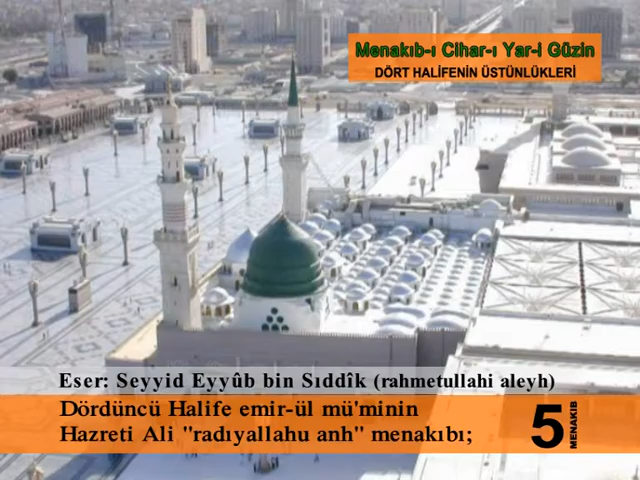 Menakıb-ı Cihar-ı Yar-i Güzin
DÖRT HALİFENİN ÜSTÜNLÜKLERİ
Eser: Seyyid Eyyûb bin Sıddîk (rahmetullahi aleyh)
Dördüncü Halife emir-ül mü'minin
Hazreti Ali "radıyallahu anh" menakıbı;
5
MENAKIB